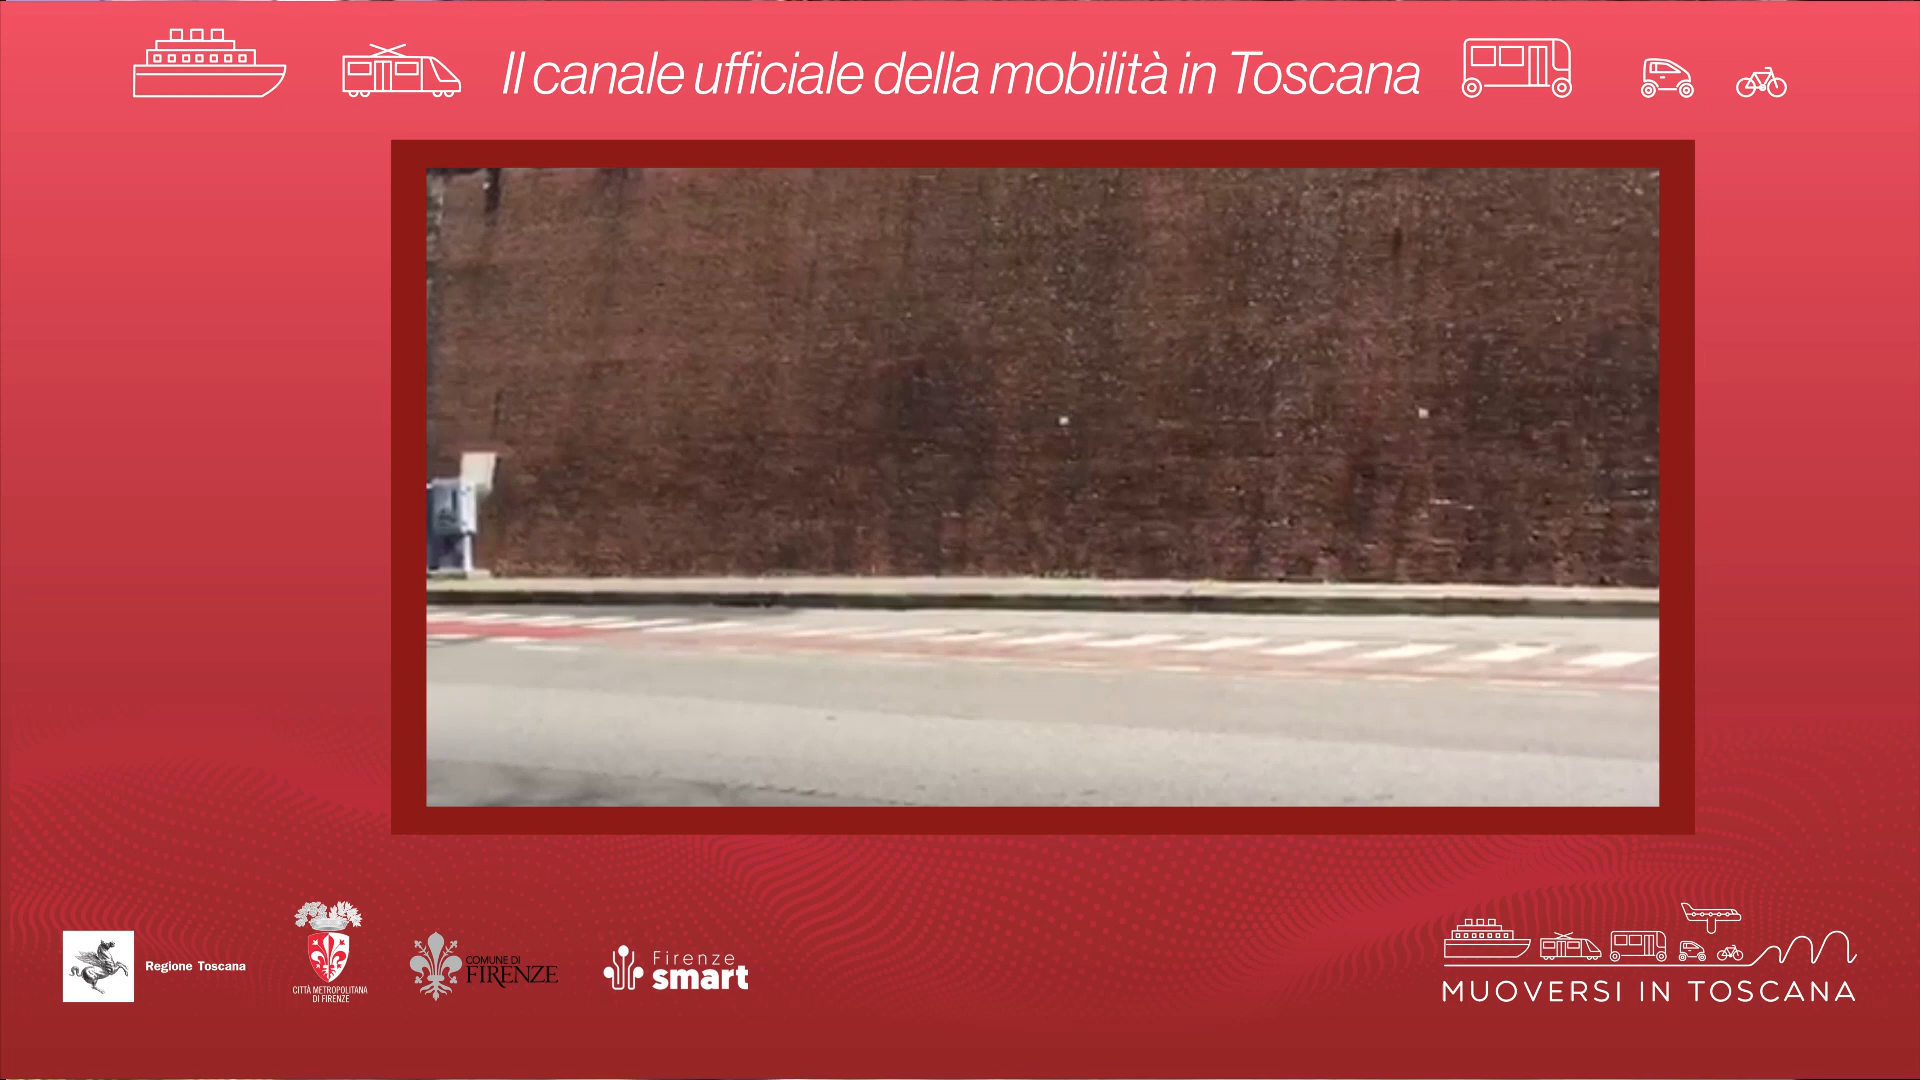 Il canale ufficiale della mobilità in Toscana
Regione Toscana
CITTÀ METROPOLITANA
DI FIRENZE
COMUNE DI
FIRENZE
Firenze
smart
MUOVERSI IN TOSCANA